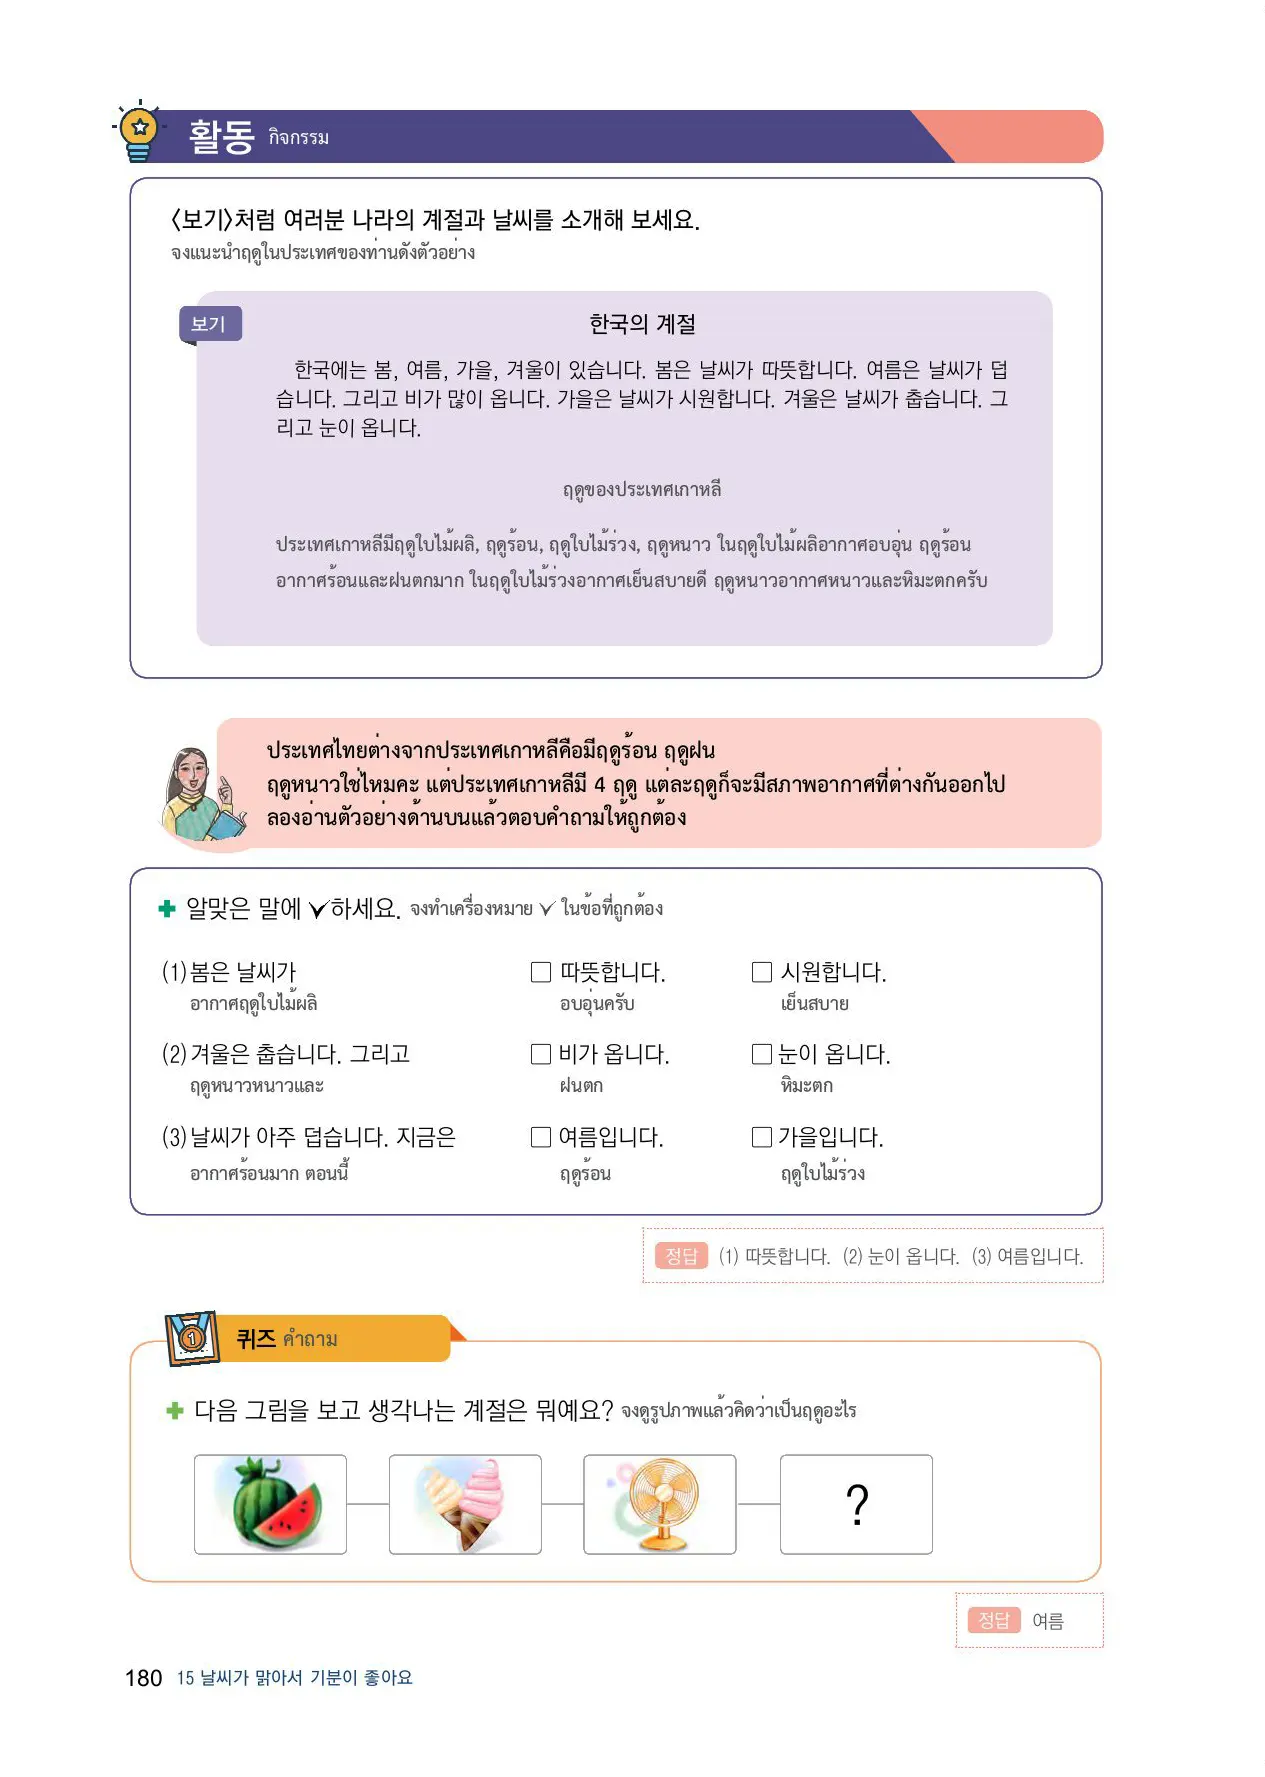 활동 กิจกรรม
<보기>처럼 여러분 나라의 계절과 날씨를 소개해 보세요.
จงแนะนำฤดูในประเทศของท่านดังตัวอย่าง
보기
한국의 계절
한국에는 봄, 여름, 가을, 겨울이 있습니다. 봄은 날씨가 따뜻합니다. 여름은 날씨가 덥
습니다. 그리고 비가 많이 옵니다. 가을은 날씨가 시원합니다. 겨울은 날씨가 춥습니다. 그
리고 눈이 옵니다.
ฤดูของประเทศเกาหลี
ประเทศเกาหลีมีฤดูใบไม้ผลิ, ฤดูร้อน, ฤดูใบไม้ร่วง, ฤดูหนาว ในฤดูใบไม้ผลิอากาศอบอุ่น ฤดูร้อน
อากาศร้อนและฝนตกมาก ในฤดูใบไม้ร่วงอากาศเย็นสบายดี ฤดูหนาวอากาศหนาวและหิมะตกครับ
ประเทศไทยต่างจากประเทศเกาหลีคือมีฤดูร้อน ฤดูฝน
ฤดูหนาวใช่ไหมคะ แต่ประเทศเกาหลีมี 4 ฤดู แต่ละฤดูก็จะมีสภาพอากาศที่ต่างกันออกไป
ลองอ่านตัวอย่างด้านบนแล้วตอบคำถามให้ถูกต้อง
알맞은 말에 ✓하세요. จงทำเครื่องหมาย ✓ ในข้อที่ถูกต้อง
(1) 봄은 날씨가 □ 따뜻합니다. □ 시원합니다.
อากาศฤดูใบไม้ผลิ อบอุ่นครับ เย็นสบาย
(2) 겨울은 춥습니다. 그리고 □ 비가 옵니다. □ 눈이 옵니다.
ฤดูหนาวหนาวและ ฝนตก หิมะตก
(3) 날씨가 아주 덥습니다. 지금은 □ 여름입니다. □ 가을입니다.
อากาศร้อนมาก ตอนนี้ ฤดูร้อน ฤดูใบไม้ร่วง
정답 (1) 따뜻합니다. (2) 눈이 옵니다. (3) 여름입니다.
1
퀴즈 คำถาม
다음 그림을 보고 생각나는 계절은 뭐예요? จงดูรูปภาพแล้วคิดว่าเป็นฤดูอะไร
?
정답 여름
180 15 날씨가 맑아서 기분이 좋아요